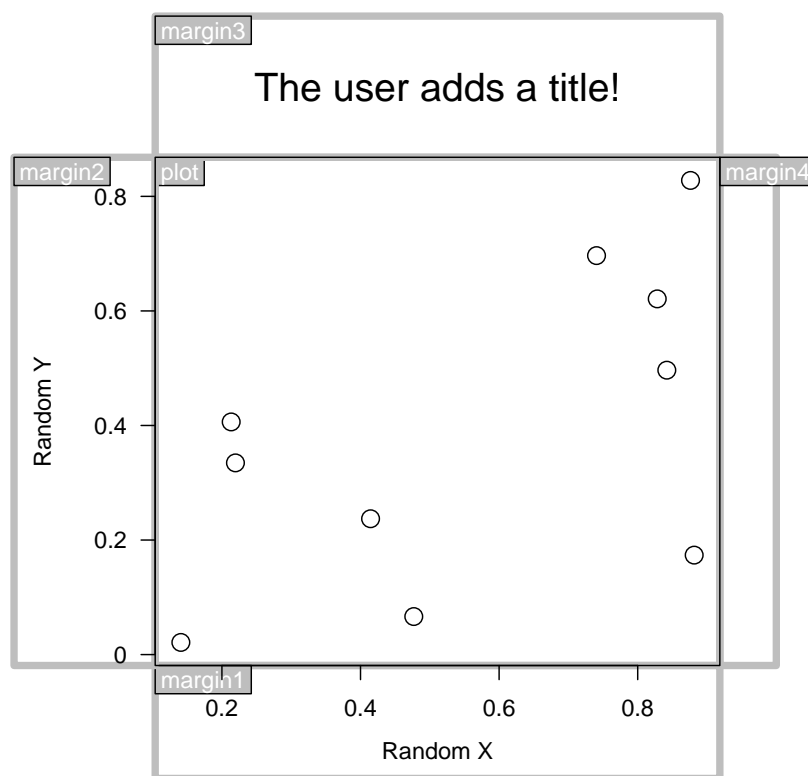 margin3
The user adds a title!
margin2
plot
margin4
0.8
0.6
0.4
0.2
0
Random Y
margin1
0.2
0.4
0.6
0.8
Random X